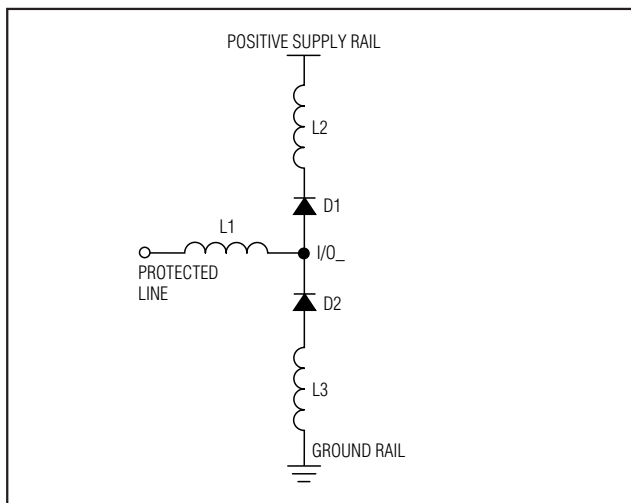 POSITIVE SUPPLY RAIL
L2
D1
L1
I/O_
PROTECTED
LINE
D2
L3
GROUND RAIL